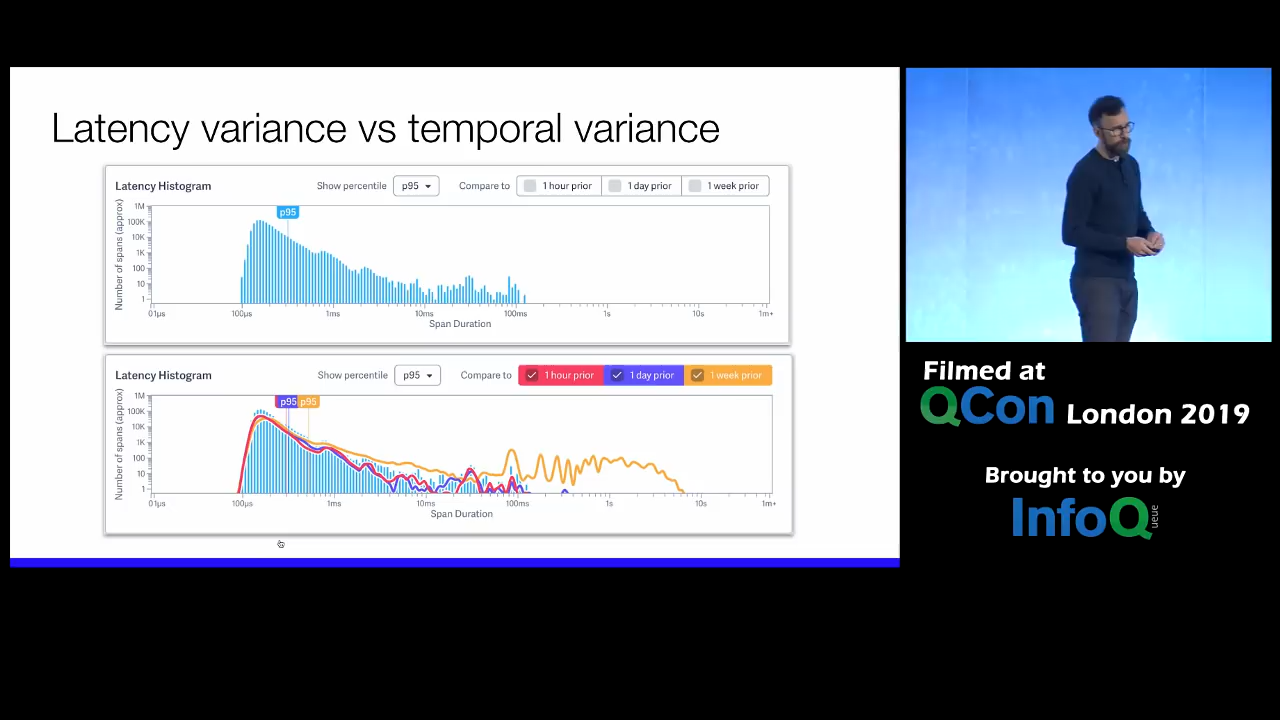 Latency variance vs temporal variance
Latency Histogram Show percentile p95 Compare to 1 hour prior 1 day prior 1 week prior
Number of spans (approx)
1M
100K
10K
1K
100
10
1
p95
01µs 100µs 1ms 10ms 100ms 1s 10s 1m+
Span Duration
Latency Histogram Show percentile p95 Compare to 1 hour prior 1 day prior 1 week prior
Number of spans (approx)
1M
100K
10K
1K
100
10
1
p95 p95
01µs 100µs 1ms 10ms 100ms 1s 10s 1m+
Span Duration
Filmed at
QCon London 2019
Brought to you by
InfoQ
ueue